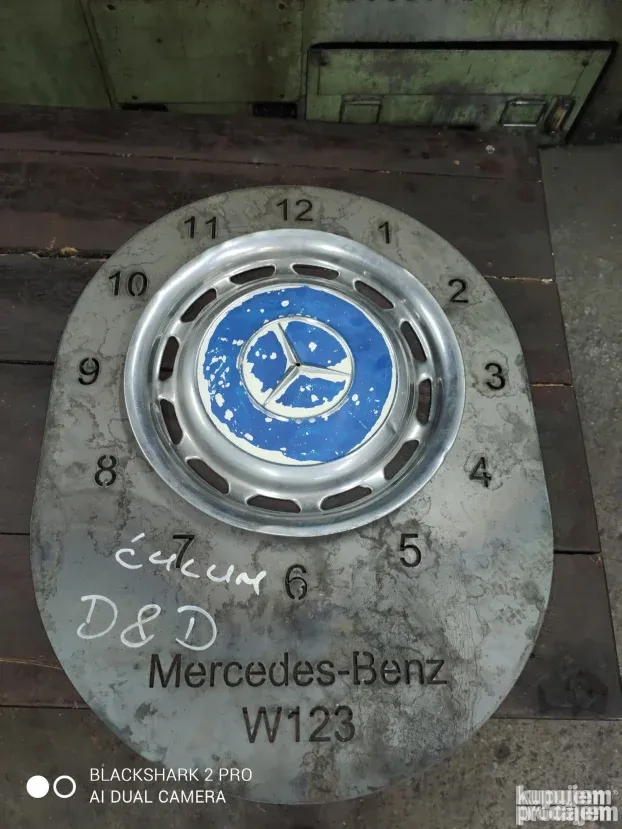 12
11
1
10
2
9
3
8
4
7
5
6
D&D
Mercedes-Benz
W123
BLACKSHARK 2 PRO
AI DUAL CAMERA
kupujem
prodajem